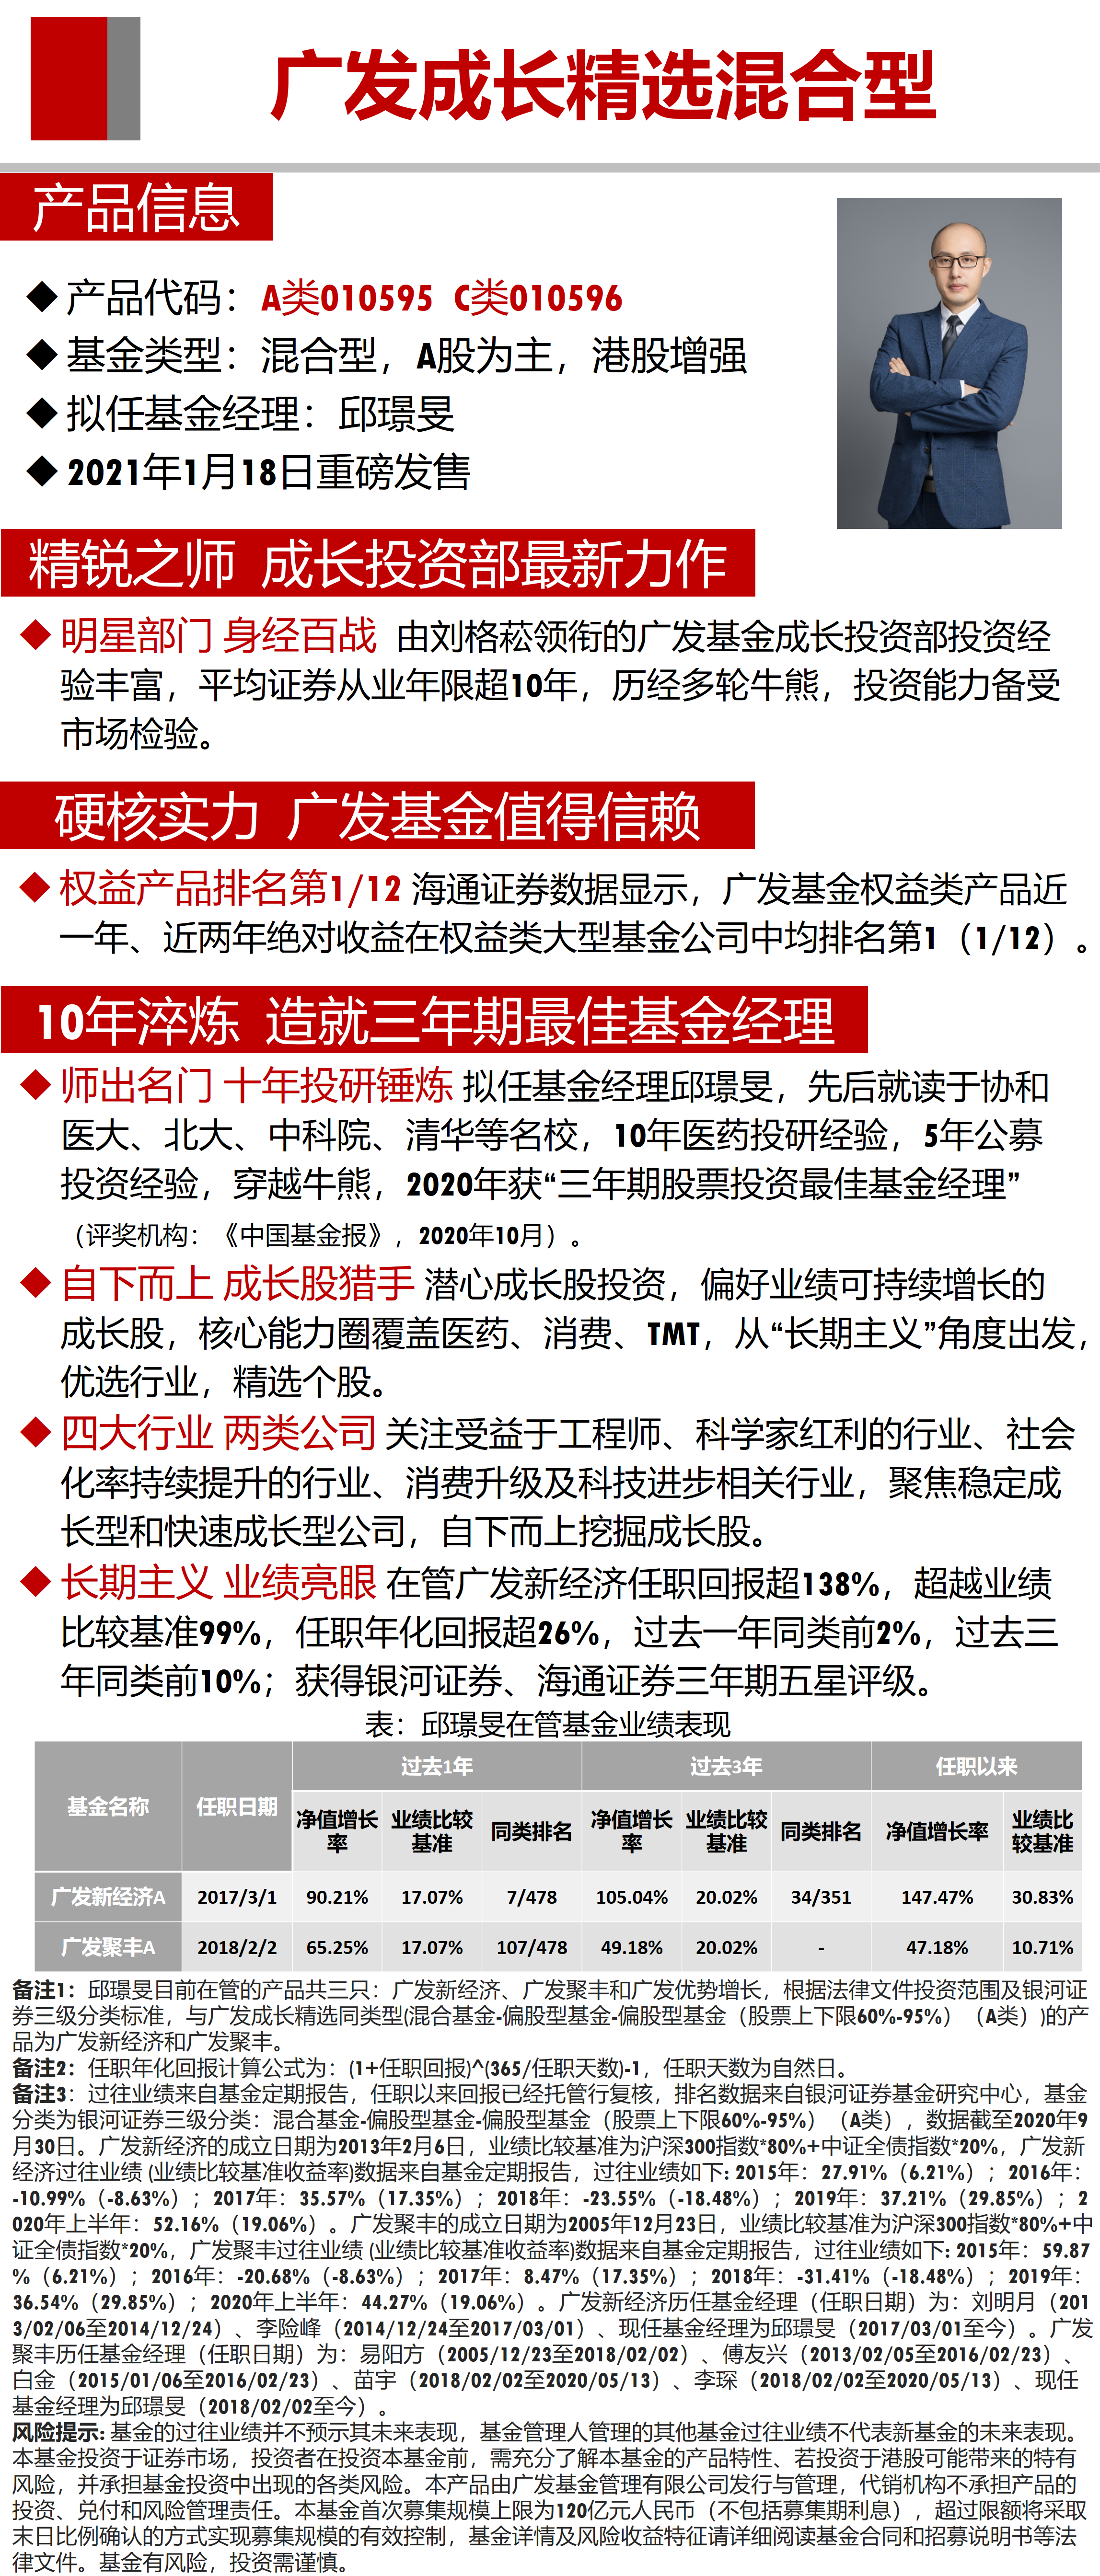 广发成长精选混合型
产品信息
◆ 产品代码：A类010595 C类010596
◆ 基金类型：混合型，A股为主，港股增强
◆ 拟任基金经理：邱璟旻
◆ 2021年1月18日重磅发售
精锐之师 成长投资部最新力作
◆ 明星部门 身经百战 由刘格菘领衔的广发基金成长投资部投资经
验丰富，平均证券从业年限超10年，历经多轮牛熊，投资能力备受
市场检验。
硬核实力 广发基金值得信赖
◆ 权益产品排名第1/12 海通证券数据显示，广发基金权益类产品近
一年、近两年绝对收益在权益类大型基金公司中均排名第1（1/12）。
10年淬炼 造就三年期最佳基金经理
◆ 师出名门 十年投研锤炼 拟任基金经理邱璟旻，先后就读于协和
医大、北大、中科院、清华等名校，10年医药投研经验，5年公募
投资经验，穿越牛熊，2020年获“三年期股票投资最佳基金经理”
（评奖机构：《中国基金报》，2020年10月）。
◆ 自下而上 成长股猎手 潜心成长股投资，偏好业绩可持续增长的
成长股，核心能力圈覆盖医药、消费、TMT，从“长期主义”角度出发，
优选行业，精选个股。
◆ 四大行业 两类公司 关注受益于工程师、科学家红利的行业、社会
化率持续提升的行业、消费升级及科技进步相关行业，聚焦稳定成
长型和快速成长型公司，自下而上挖掘成长股。
◆ 长期主义 业绩亮眼 在管广发新经济任职回报超138%，超越业绩
比较基准99%，任职年化回报超26%，过去一年同类前2%，过去三
年同类前10%；获得银河证券、海通证券三年期五星评级。
表：邱璟旻在管基金业绩表现
基金名称 任职日期 过去1年 过去3年 任职以来
净值增长率 业绩比较基准 同类排名 净值增长率 业绩比较基准 同类排名 净值增长率 业绩比较基准
广发新经济A 2017/3/1 90.21% 17.07% 7/478 105.04% 20.02% 34/351 147.47% 30.83%
广发聚丰A 2018/2/2 65.25% 17.07% 107/478 49.18% 20.02% - 47.18% 10.71%
备注1：邱璟旻目前在管的产品共三只：广发新经济、广发聚丰和广发优势增长，根据法律文件投资范围及银河证
券三级分类标准，与广发成长精选同类型(混合基金-偏股型基金-偏股型基金（股票上下限60%-95%）（A类）)的产
品为广发新经济和广发聚丰。
备注2：任职年化回报计算公式为：(1+任职回报)^(365/任职天数)-1，任职天数为自然日。
备注3：过往业绩来自基金定期报告，任职以来回报已经托管行复核，排名数据来自银河证券基金研究中心，基金
分类为银河证券三级分类：混合基金-偏股型基金-偏股型基金（股票上下限60%-95%）（A类），数据截至2020年9
月30日。广发新经济的成立日期为2013年2月6日，业绩比较基准为沪深300指数*80%+中证全债指数*20%，广发新
经济过往业绩 (业绩比较基准收益率)数据来自基金定期报告，过往业绩如下: 2015年：27.91%（6.21%）；2016年：
-10.99%（-8.63%）；2017年：35.57%（17.35%）；2018年：-23.55%（-18.48%）；2019年：37.21%（29.85%）；2
020年上半年：52.16%（19.06%）。广发聚丰的成立日期为2005年12月23日，业绩比较基准为沪深300指数*80%+中
证全债指数*20%，广发聚丰过往业绩 (业绩比较基准收益率)数据来自基金定期报告，过往业绩如下: 2015年：59.87
%（6.21%）；2016年：-20.68%（-8.63%）；2017年：8.47%（17.35%）；2018年：-31.41%（-18.48%）；2019年：
36.54%（29.85%）；2020年上半年：44.27%（19.06%）。广发新经济历任基金经理（任职日期）为：刘明月（201
3/02/06至2014/12/24）、李险峰（2014/12/24至2017/03/01）、现任基金经理为邱璟旻（2017/03/01至今）。广发
聚丰历任基金经理（任职日期）为：易阳方（2005/12/23至2018/02/02）、傅友兴（2013/02/05至2016/02/23）、
白金（2015/01/06至2016/02/23）、苗宇（2018/02/02至2020/05/13）、李琛（2018/02/02至2020/05/13）、现任
基金经理为邱璟旻（2018/02/02至今）。
风险提示: 基金的过往业绩并不预示其未来表现，基金管理人管理的其他基金过往业绩不代表新基金的未来表现。
本基金投资于证券市场，投资者在投资本基金前，需充分了解本基金的产品特性、若投资于港股可能带来的特有
风险，并承担基金投资中出现的各类风险。本产品由广发基金管理有限公司发行与管理，代销机构不承担产品的
投资、兑付和风险管理责任。本基金首次募集规模上限为120亿元人民币（不包括募集期利息），超过限额将采取
末日比例确认的方式实现募集规模的有效控制，基金详情及风险收益特征请详细阅读基金合同和招募说明书等法
律文件。基金有风险，投资需谨慎。